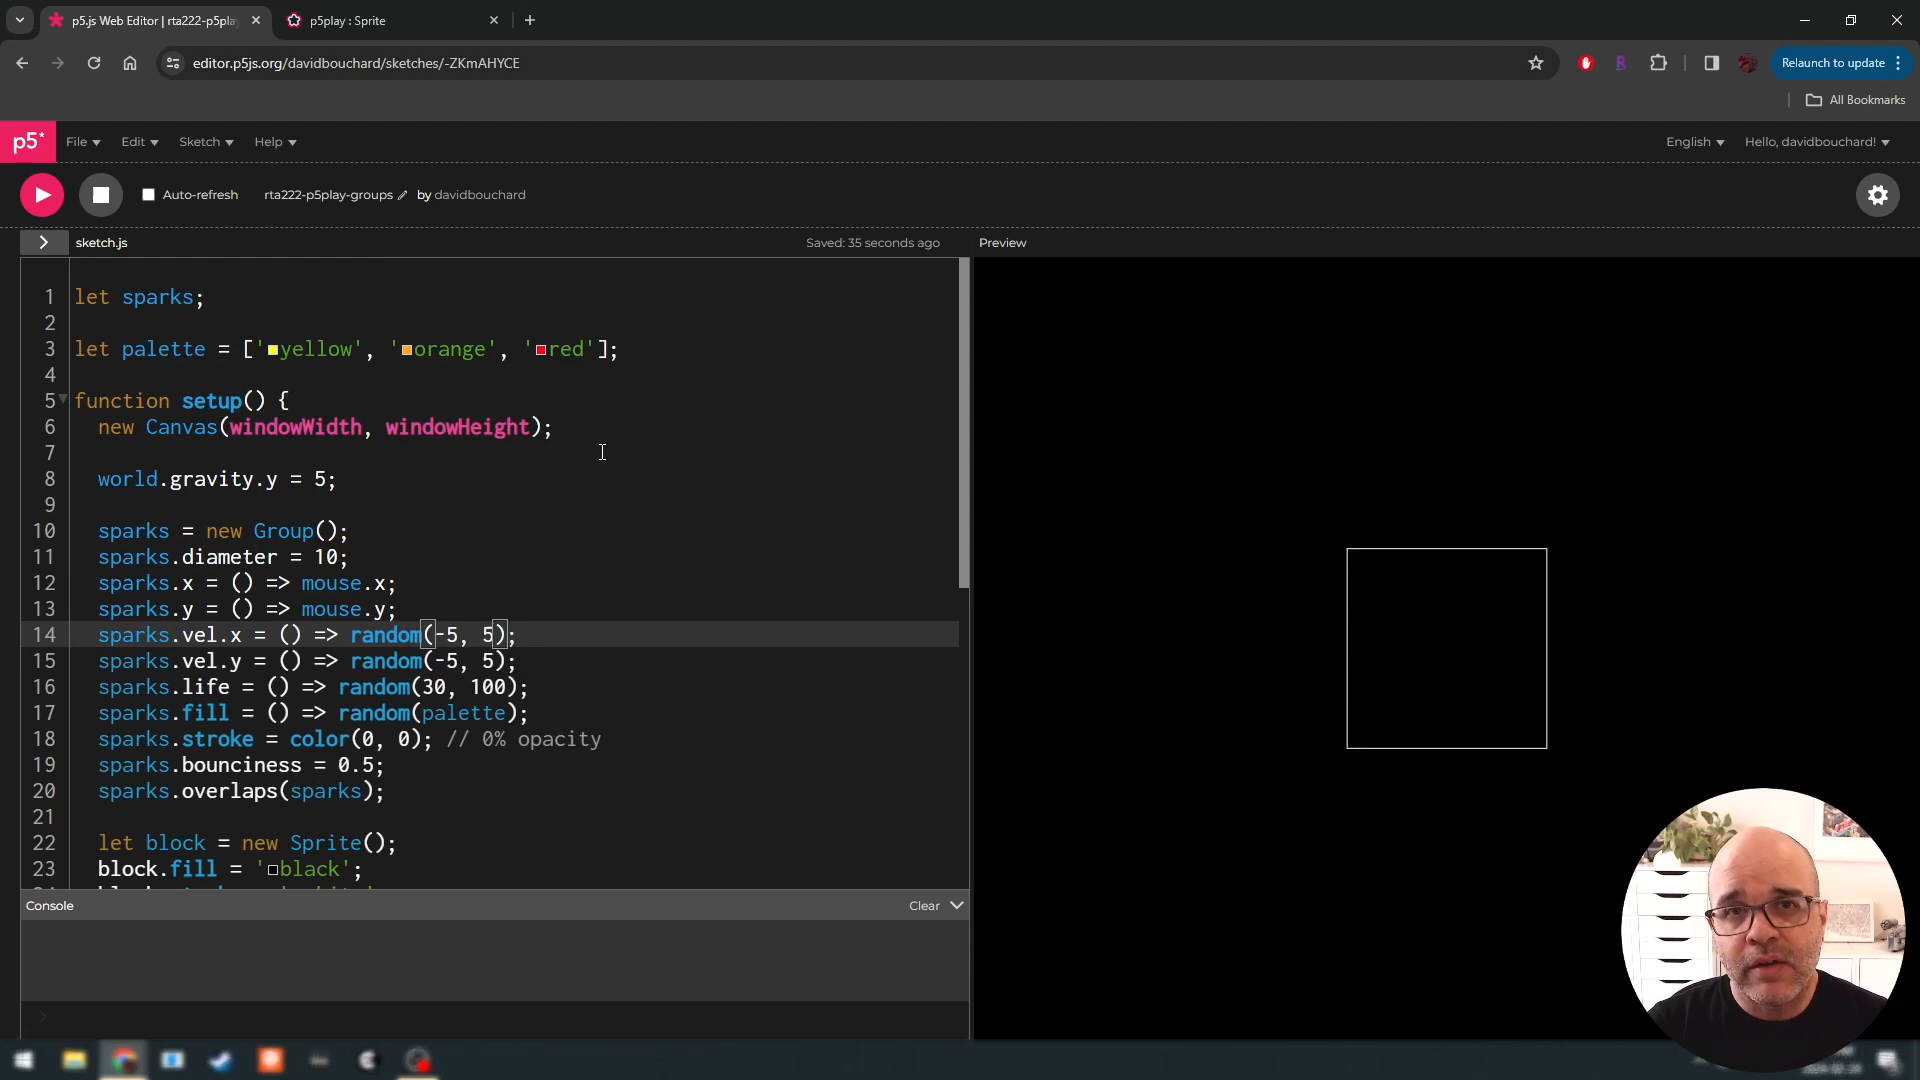 p5.js Web Editor | rta222-p5pla
p5play : Sprite
editor.p5js.org/davidbouchard/sketches/-ZKmAHYCE
Relaunch to update
All Bookmarks
p5*
File
Edit
Sketch
Help
English
Hello, davidbouchard!
Auto-refresh
rta222-p5play-groups
by davidbouchard
sketch.js
Saved: 35 seconds ago
Preview
1 let sparks;
2
3 let palette = ['yellow', 'orange', 'red'];
4
5 function setup() {
6 new Canvas(windowWidth, windowHeight);
7
8 world.gravity.y = 5;
9
10 sparks = new Group();
11 sparks.diameter = 10;
12 sparks.x = () => mouse.x;
13 sparks.y = () => mouse.y;
14 sparks.vel.x = () => random(-5, 5);
15 sparks.vel.y = () => random(-5, 5);
16 sparks.life = () => random(30, 100);
17 sparks.fill = () => random(palette);
18 sparks.stroke = color(0, 0); // 0% opacity
19 sparks.bounciness = 0.5;
20 sparks.overlaps(sparks);
21
22 let block = new Sprite();
23 block.fill = 'black';
Console
Clear